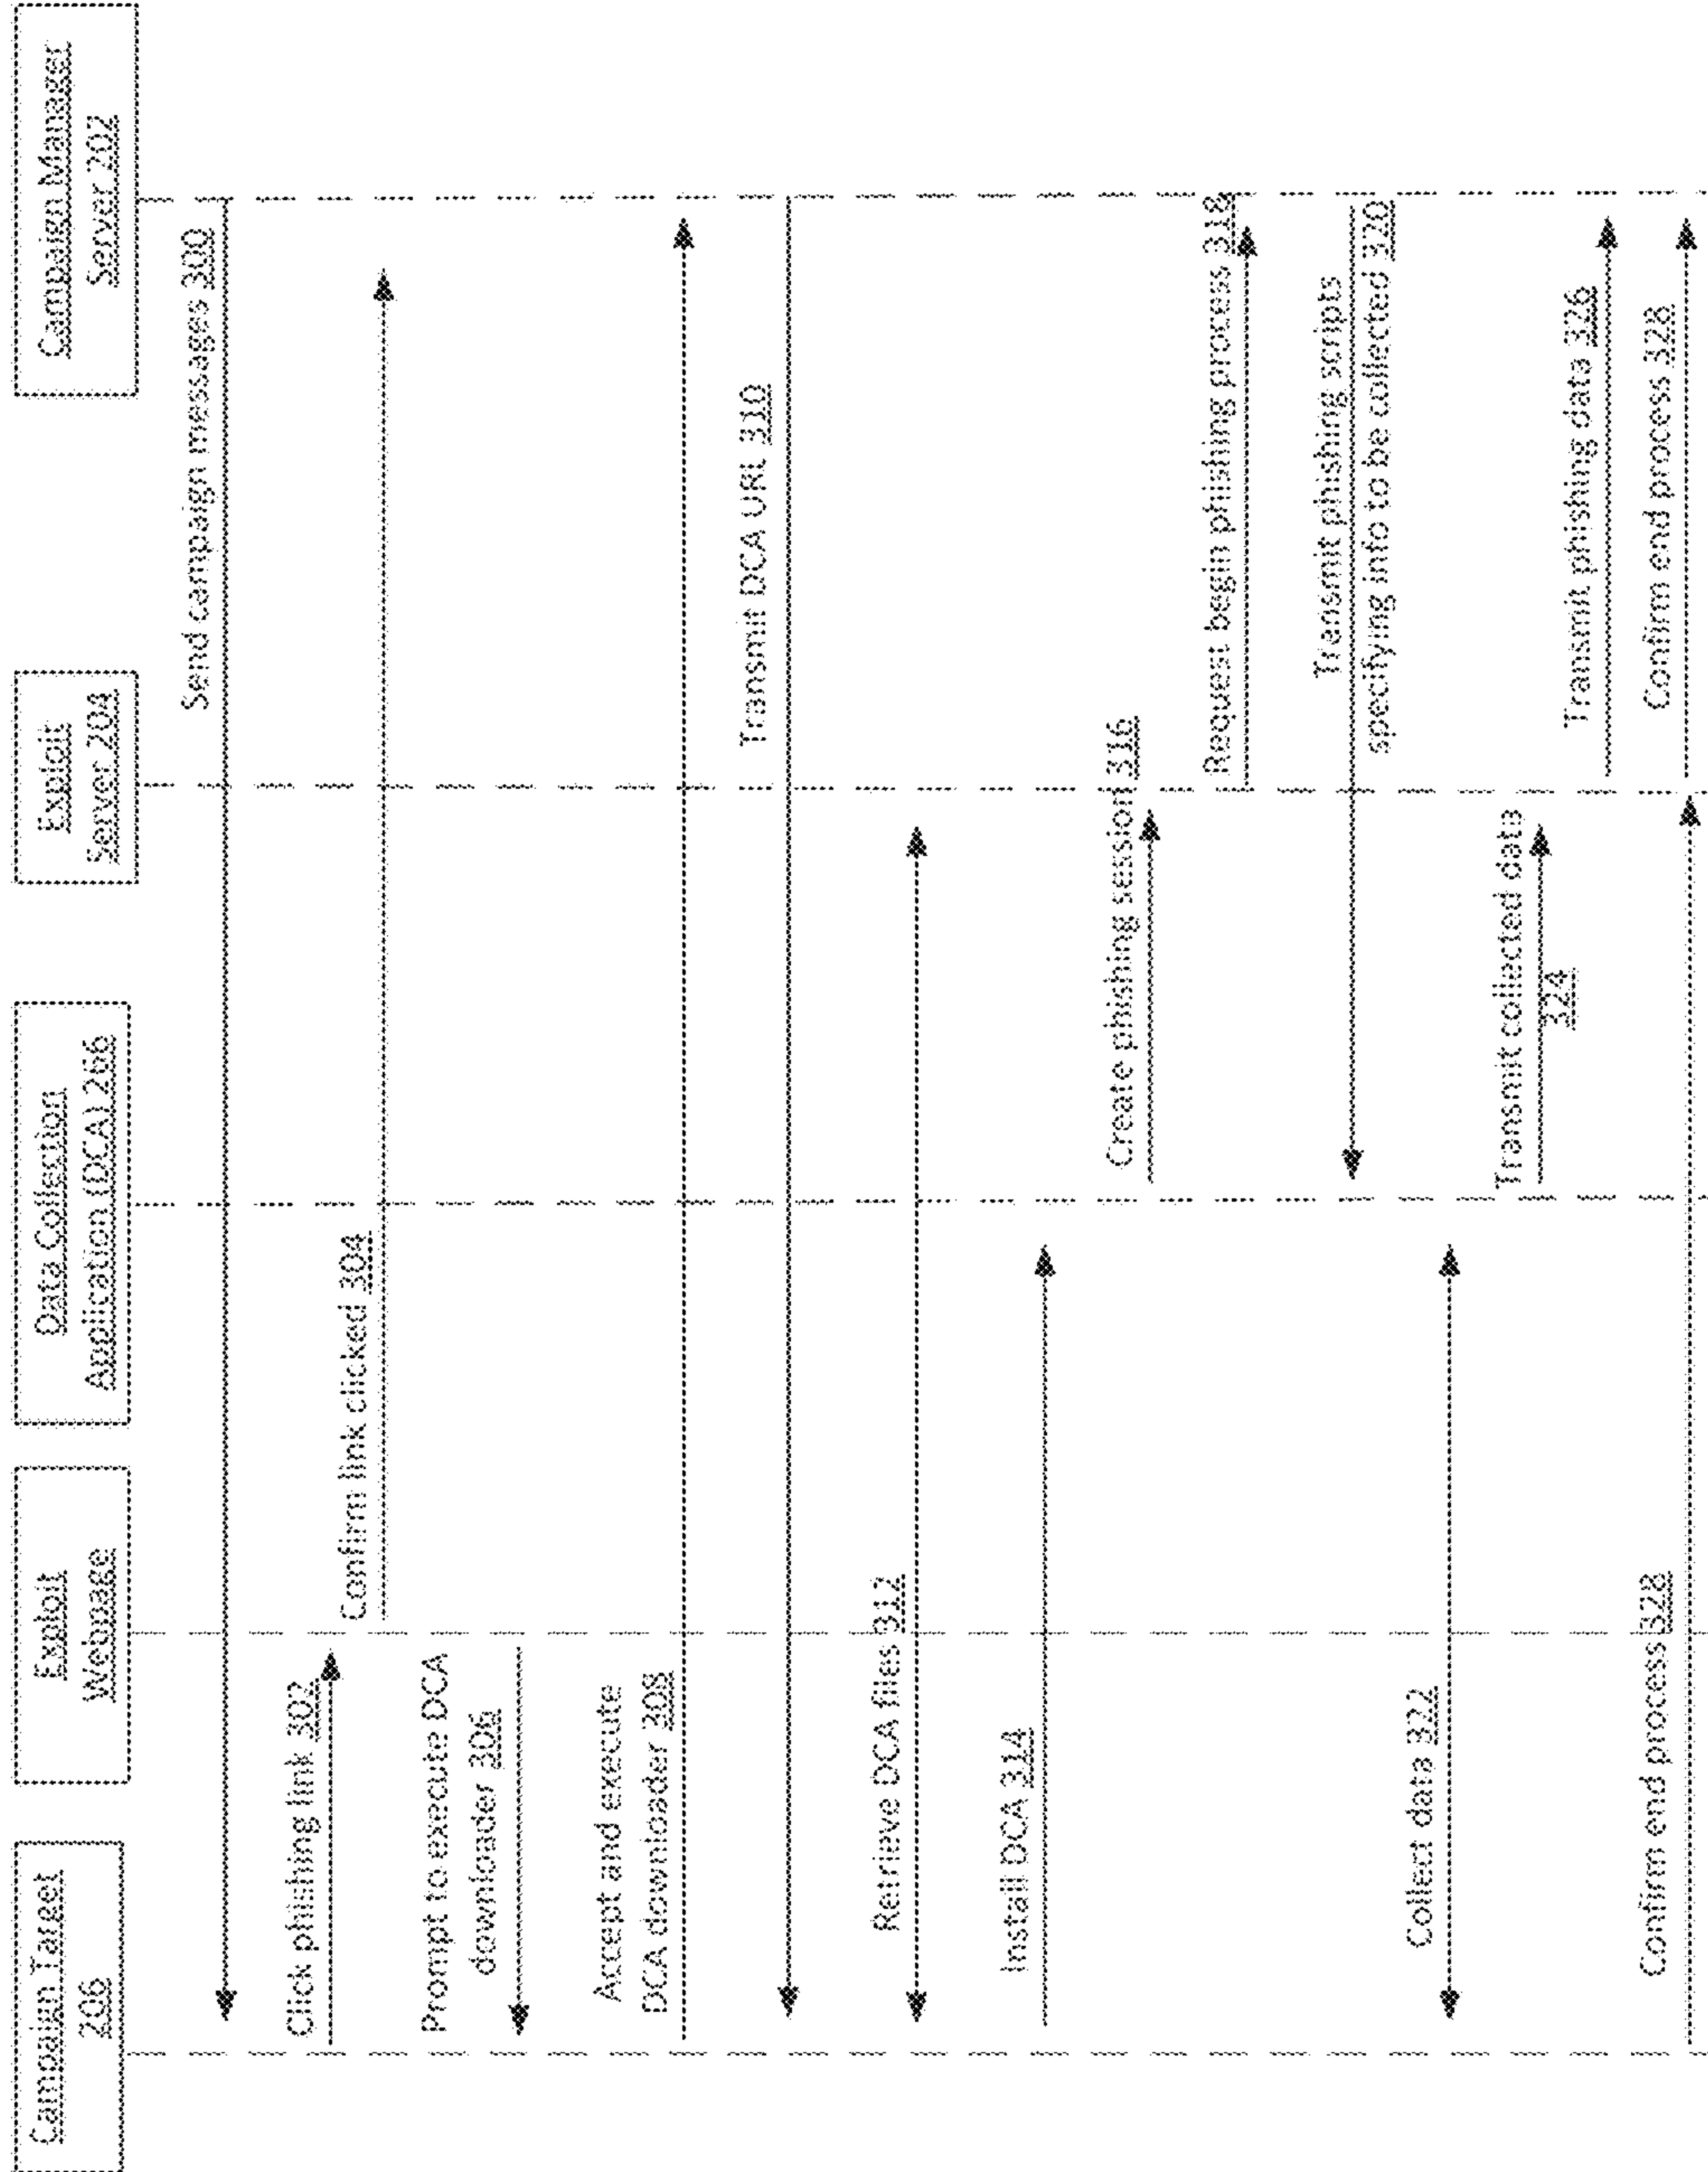 Campaign Target
206
Exploit
Webpage
Data Collection
Application (DCA) 266
Exploit
Server 204
Campaign Manager
Server 202
Send campaign messages 300
Click phishing link 302
Confirm link clicked 304
Prompt to execute DCA
downloader 306
Accept and execute
DCA downloader 308
Transmit DCA URL 310
Retrieve DCA files 312
Install DCA 314
Create phishing session 316
Request begin phishing process 318
Transmit phishing scripts
specifying info to be collected 320
Collect data 322
Transmit collected data
324
Transmit phising data 326
Confirm end process 328
Confirm end process 328